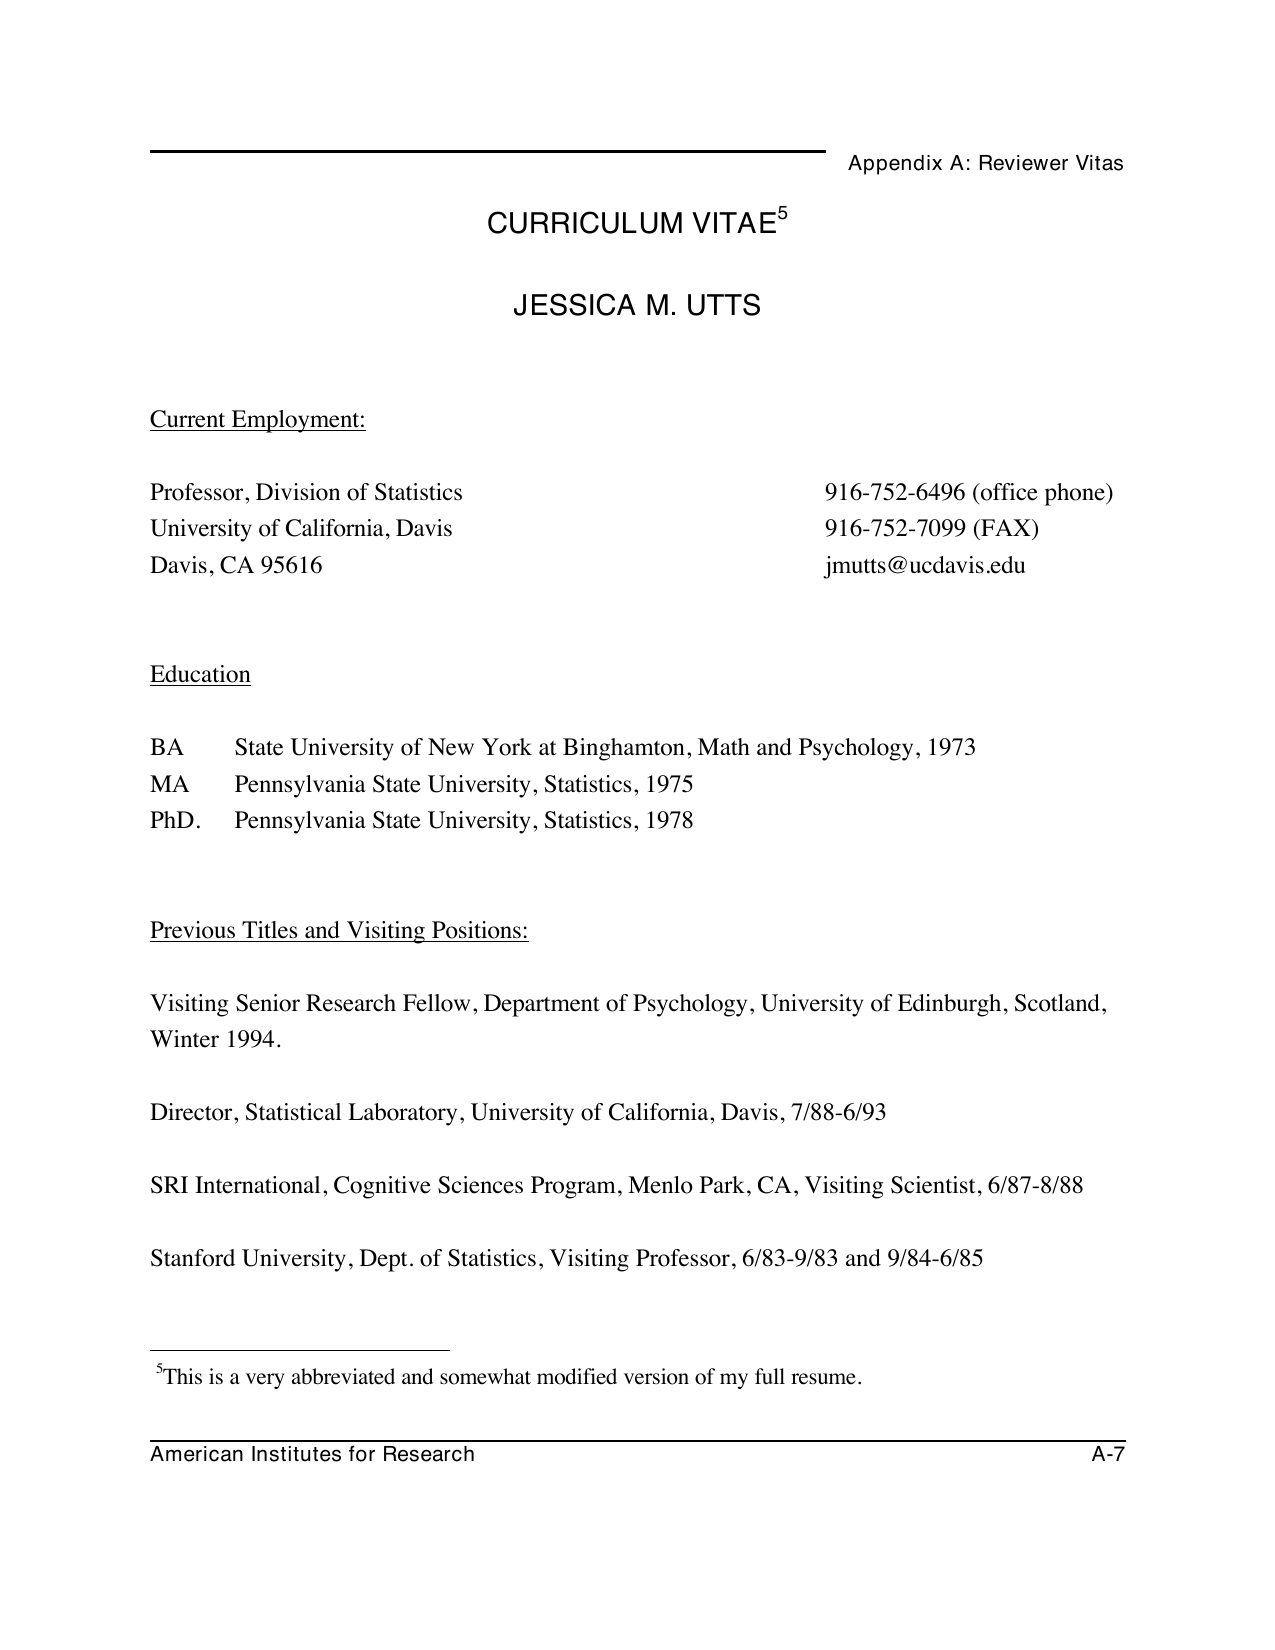 Appendix A: Reviewer Vitas
CURRICULUM VITAE5
JESSICA M. UTTS
Current Employment:
Professor, Division of Statistics 916-752-6496 (office phone)
University of California, Davis 916-752-7099 (FAX)
Davis, CA 95616 jmutts@ucdavis.edu
Education
BA State University of New York at Binghamton, Math and Psychology, 1973
MA Pennsylvania State University, Statistics, 1975
PhD. Pennsylvania State University, Statistics, 1978
Previous Titles and Visiting Positions:
Visiting Senior Research Fellow, Department of Psychology, University of Edinburgh, Scotland,
Winter 1994.
Director, Statistical Laboratory, University of California, Davis, 7/88-6/93
SRI International, Cognitive Sciences Program, Menlo Park, CA, Visiting Scientist, 6/87-8/88
Stanford University, Dept. of Statistics, Visiting Professor, 6/83-9/83 and 9/84-6/85
5This is a very abbreviated and somewhat modified version of my full resume.
American Institutes for Research A-7